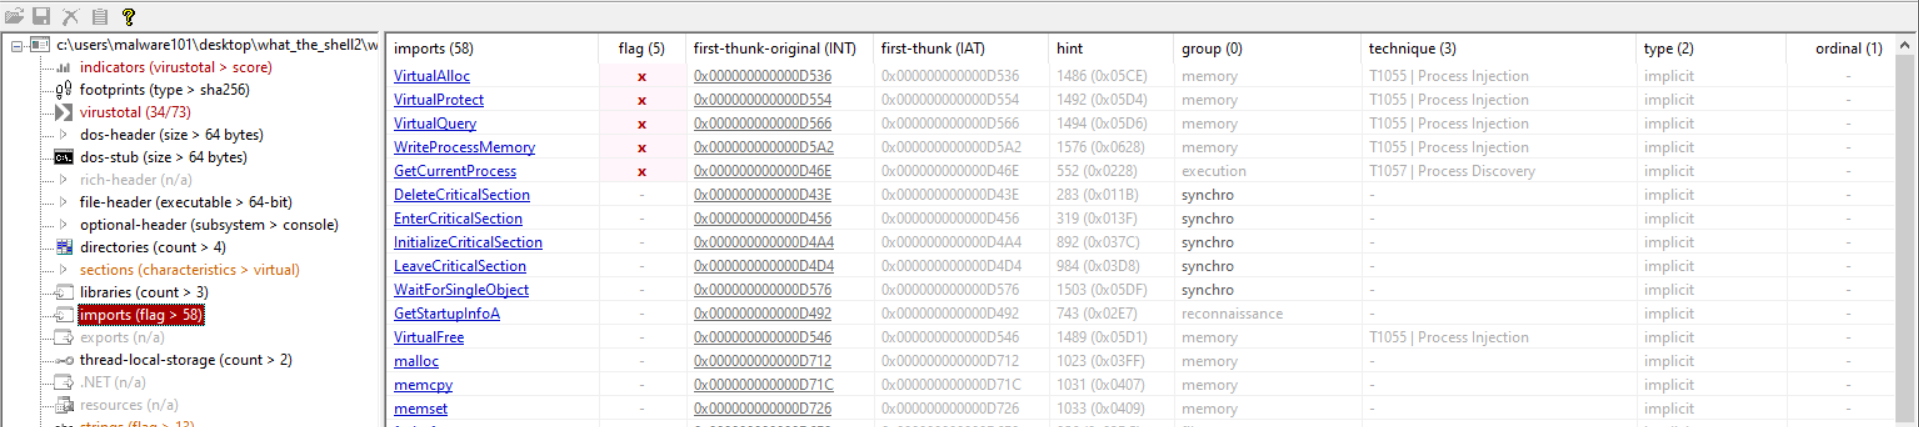 c:\users\malware101\desktop\what_the_shell2\w
indicators (virustotal > score)
footprints (type > sha256)
virustotal (34/73)
dos-header (size > 64 bytes)
dos-stub (size > 64 bytes)
rich-header (n/a)
file-header (executable > 64-bit)
optional-header (subsystem > console)
directories (count > 4)
sections (characteristics > virtual)
libraries (count > 3)
imports (flag > 58)
exports (n/a)
thread-local-storage (count > 2)
.NET (n/a)
resources (n/a)
strings (flag > 13)
imports (58) flag (5) first-thunk-original (INT) first-thunk (IAT) hint group (0) technique (3) type (2) ordinal (1)
VirtualAlloc x 0x000000000000D536 0x000000000000D536 1486 (0x05CE) memory T1055 | Process Injection implicit -
VirtualProtect x 0x000000000000D554 0x000000000000D554 1492 (0x05D4) memory T1055 | Process Injection implicit -
VirtualQuery x 0x000000000000D566 0x000000000000D566 1494 (0x05D6) memory T1055 | Process Injection implicit -
WriteProcessMemory x 0x000000000000D5A2 0x000000000000D5A2 1576 (0x0628) memory T1055 | Process Injection implicit -
GetCurrentProcess x 0x000000000000D46E 0x000000000000D46E 552 (0x0228) execution T1057 | Process Discovery implicit -
DeleteCriticalSection - 0x000000000000D43E 0x000000000000D43E 283 (0x011B) synchro - implicit -
EnterCriticalSection - 0x000000000000D456 0x000000000000D456 319 (0x013F) synchro - implicit -
InitializeCriticalSection - 0x000000000000D4A4 0x000000000000D4A4 892 (0x037C) synchro - implicit -
LeaveCriticalSection - 0x000000000000D4D4 0x000000000000D4D4 984 (0x03D8) synchro - implicit -
WaitForSingleObject - 0x000000000000D576 0x000000000000D576 1503 (0x05DF) synchro - implicit -
GetStartupInfoA - 0x000000000000D492 0x000000000000D492 743 (0x02E7) reconnaissance - implicit -
VirtualFree - 0x000000000000D546 0x000000000000D546 1489 (0x05D1) memory T1055 | Process Injection implicit -
malloc - 0x000000000000D712 0x000000000000D712 1023 (0x03FF) memory - implicit -
memcpy - 0x000000000000D71C 0x000000000000D71C 1031 (0x0407) memory - implicit -
memset - 0x000000000000D726 0x000000000000D726 1033 (0x0409) memory - implicit -